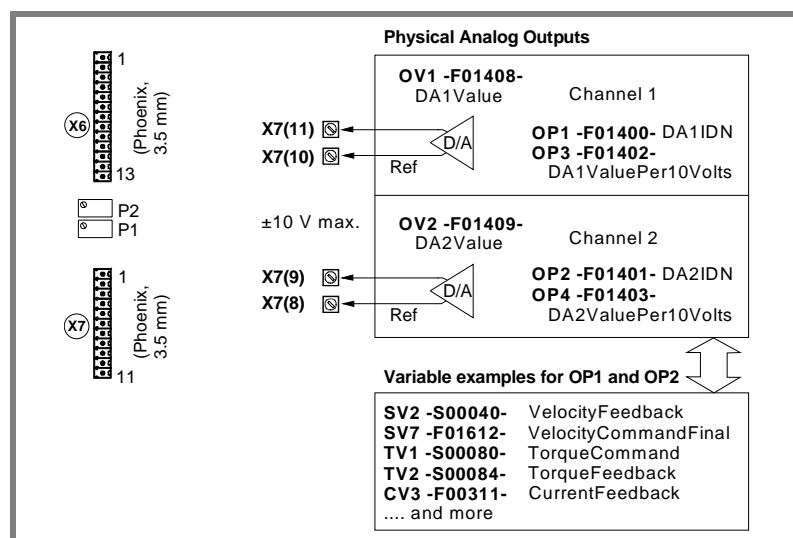 Physical Analog Outputs
1
X6
(Phoenix,
3.5 mm)
13
P2
P1
1
X7
(Phoenix,
3.5 mm)
11
X7(11)
X7(10)
±10 V max.
X7(9)
X7(8)
OV1 -F01408-
DA1Value
Channel 1
D/A
Ref
OP1 -F01400- DA1IDN
OP3 -F01402-
DA1ValuePer10Volts
OV2 -F01409-
DA2Value
Channel 2
D/A
Ref
OP2 -F01401- DA2IDN
OP4 -F01403-
DA2ValuePer10Volts
Variable examples for OP1 and OP2
SV2 -S00040- VelocityFeedback
SV7 -F01612- VelocityCommandFinal
TV1 -S00080- TorqueCommand
TV2 -S00084- TorqueFeedback
CV3 -F00311- CurrentFeedback
.... and more